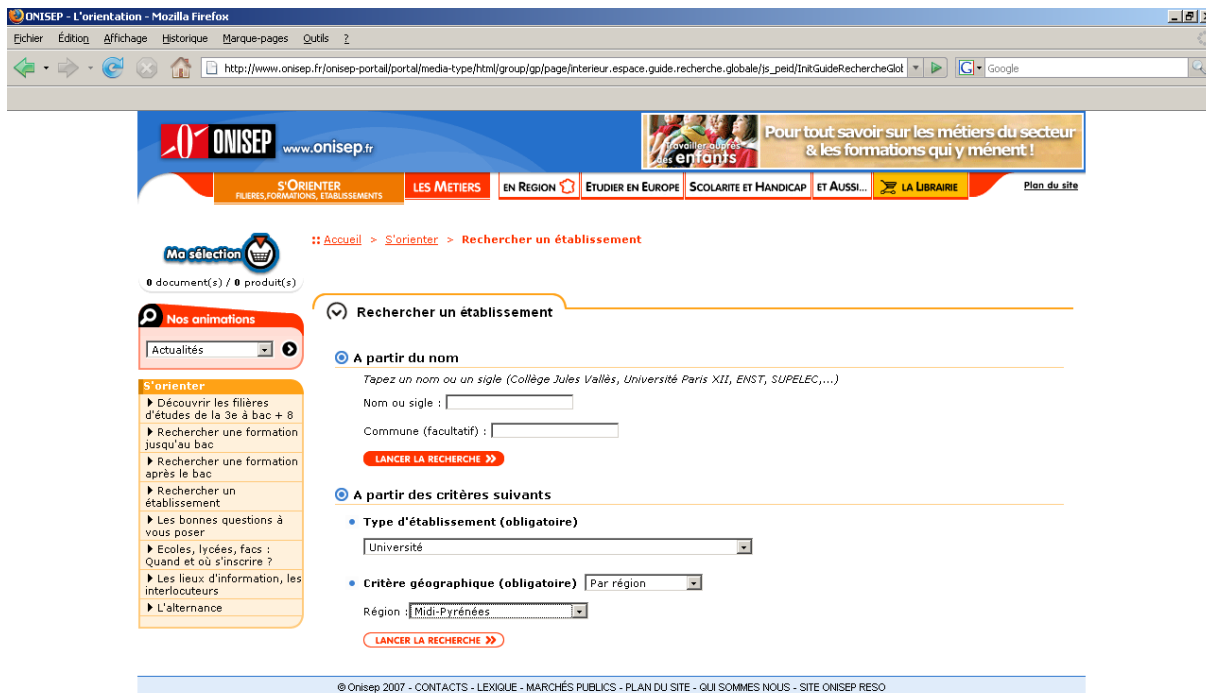 ONISEP - L'orientation - Mozilla Firefox
Fichier Édition Affichage Historique Marque-pages Outils ?
http://www.onisep.fr/onisep-portail/portal/media-type/html/group/gp/page/interieur.espace.guide.recherche.globale/js_peid/InitGuideRechercheGlol
G Google
ONISEP www.onisep.fr
Travailler auprès des enfants
Pour tout savoir sur les métiers du secteur
& les formations qui y mènent !
S'ORIENTER
FILIERES, FORMATIONS, ETABLISSEMENTS
LES METIERS
EN REGION
ETUDIER EN EUROPE
SCOLARITE ET HANDICAP
ET AUSSI...
LA LIBRAIRIE
Plan du site
Ma sélection
0 document(s) / 0 produit(s)
:: Accueil > S'orienter > Rechercher un établissement
Nos animations
Actualités
S'orienter
Découvrir les filières
d'études de la 3e à bac + 8
Rechercher une formation
jusqu'au bac
Rechercher une formation
après le bac
Rechercher un
établissement
Les bonnes questions à
vous poser
Ecoles, lycées, facs :
Quand et où s'inscrire ?
Les lieux d'information, les
interlocuteurs
L'alternance
Rechercher un établissement
A partir du nom
Tapez un nom ou un sigle (Collège Jules Vallès, Université Paris XII, ENST, SUPELEC,...)
Nom ou sigle :
Commune (facultatif) :
LANCER LA RECHERCHE
A partir des critères suivants
Type d'établissement (obligatoire)
Université
Critère géographique (obligatoire) Par région
Région : Midi-Pyrénées
LANCER LA RECHERCHE
© Onisep 2007 - CONTACTS - LEXIQUE - MARCHÉS PUBLICS - PLAN DU SITE - QUI SOMMES NOUS - SITE ONISEP RESO